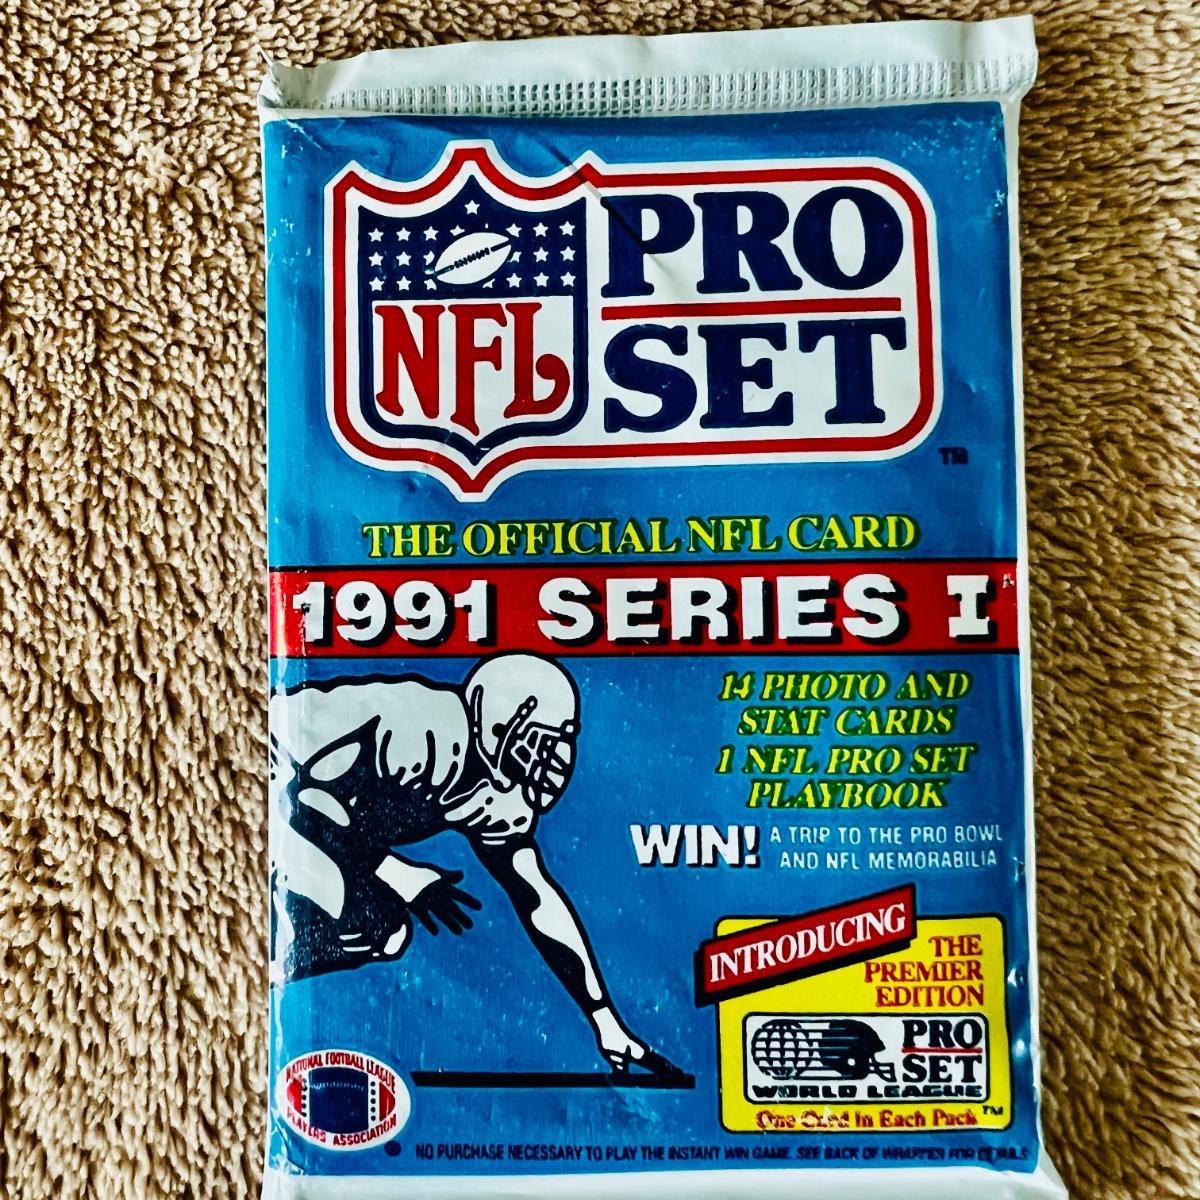 NFL
PRO
SET
TM
THE OFFICIAL NFL CARD
1991 SERIES I
14 PHOTO AND
STAT CARDS
1 NFL PRO SET
PLAYBOOK
WIN! A TRIP TO THE PRO BOWL
AND NFL MEMORABILIA
INTRODUCING
THE
PREMIER
EDITION
PRO
SET
WORLD LEAGUE
One Card In Each Pack TM
NATIONAL FOOTBALL LEAGUE
PLAYERS ASSOCIATION
NO PURCHASE NECESSARY TO PLAY THE INSTANT WIN GAME. SEE BACK OF WRAPPER FOR DETAILS